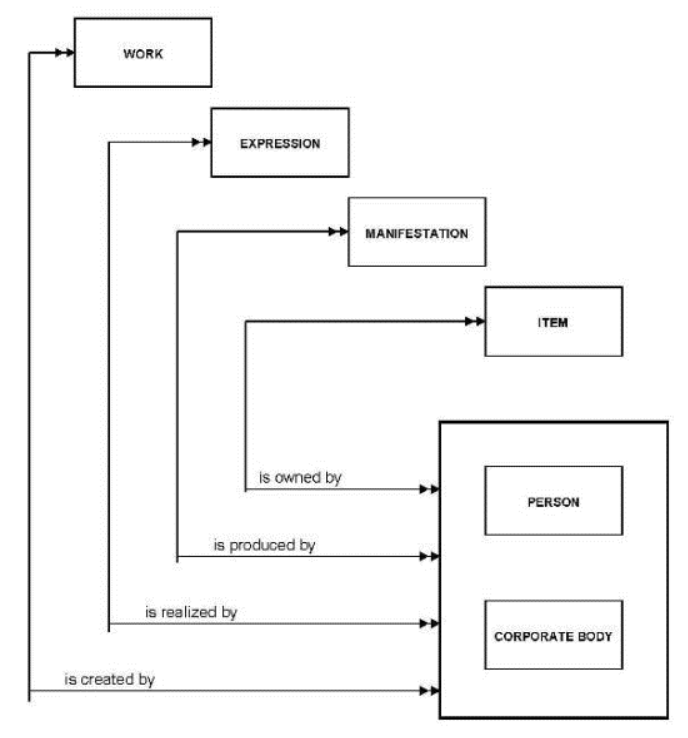 WORK
EXPRESSION
MANIFESTATION
ITEM
is owned by
PERSON
is produced by
is realized by
CORPORATE BODY
is created by